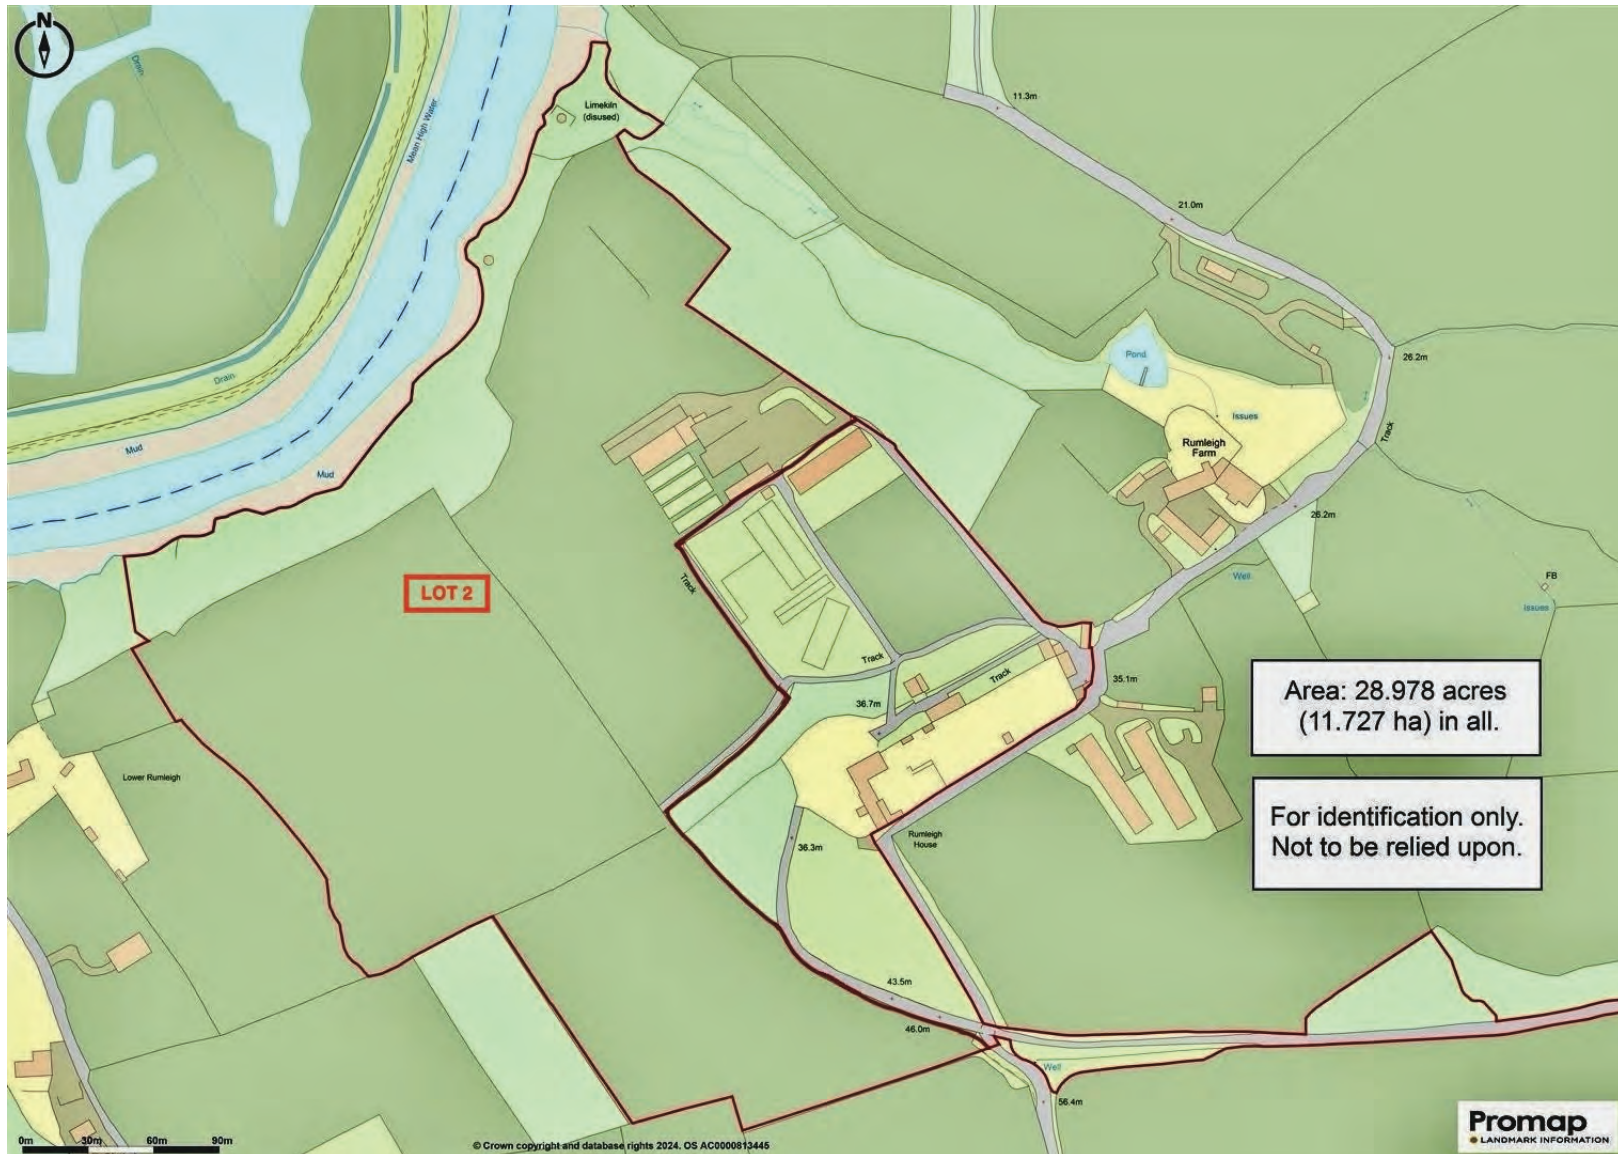 N
Drain
Mean High Water
Limekiln
(disused)
11.3m
21.0m
26.2m
Drain
Pond
Issues
Track
Rumleigh
Farm
Mud
Mud
26.2m
LOT 2
Track
Well
FB
Issues
Track
Track
35.1m
36.7m
Area: 28.978 acres
(11.727 ha) in all.
Lower Rumleigh
For identification only.
Not to be relied upon.
Rumleigh
House
36.3m
43.5m
46.0m
Well
56.4m
Promap
LANDMARK INFORMATION
0m 30m 60m 90m
© Crown copyright and database rights 2024. OS AC0000813445